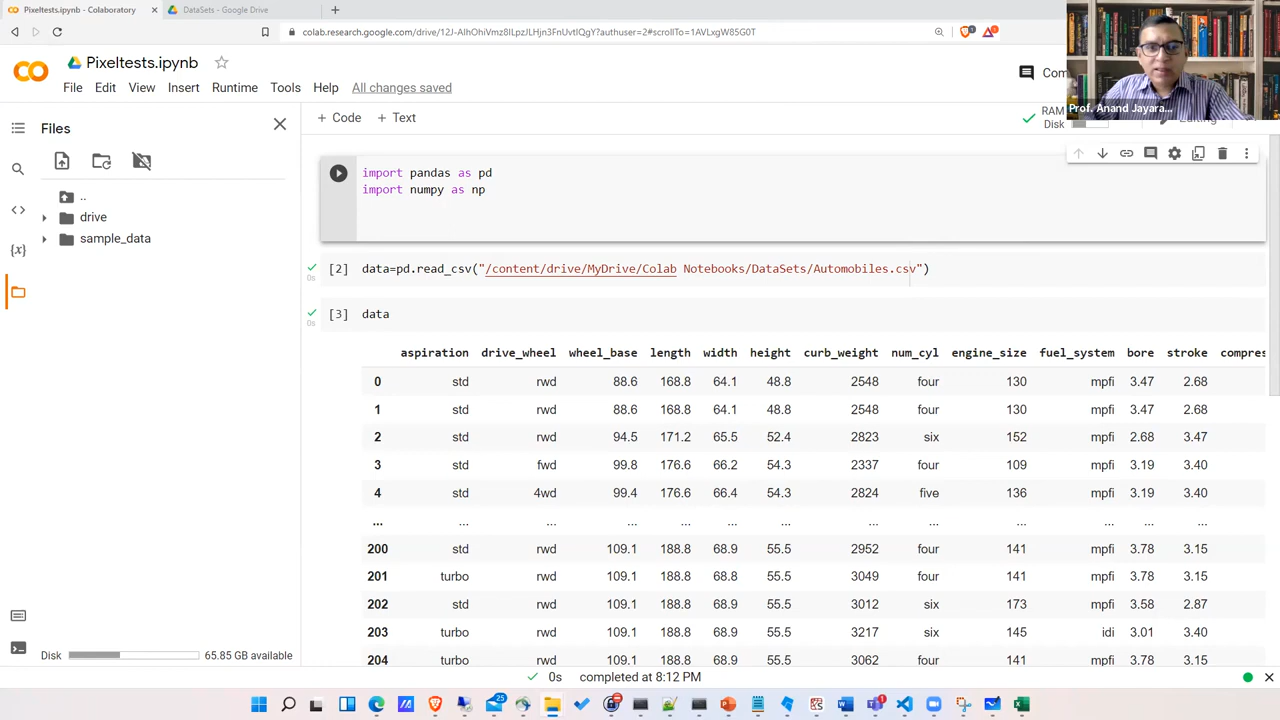 Pixeltests.ipynb - Colaboratory
DataSets - Google Drive
colab.research.google.com/drive/12J-AIhOhiVmz8ILpzJLHjn3FnUvtIQgY?authuser=2#scrollTo=1AVLxgW85G0T
Pixeltests.ipynb
File Edit View Insert Runtime Tools Help All changes saved
Prof. Anand Jayara...
Files
+ Code + Text
RAM
Disk
import pandas as pd
import numpy as np
..
drive
sample_data
[2] data=pd.read_csv("/content/drive/MyDrive/Colab Notebooks/DataSets/Automobiles.csv")
0s
[3] data
0s
aspiration drive_wheel wheel_base length width height curb_weight num_cyl engine_size fuel_system bore stroke compres
0 std rwd 88.6 168.8 64.1 48.8 2548 four 130 mpfi 3.47 2.68
1 std rwd 88.6 168.8 64.1 48.8 2548 four 130 mpfi 3.47 2.68
2 std rwd 94.5 171.2 65.5 52.4 2823 six 152 mpfi 2.68 3.47
3 std fwd 99.8 176.6 66.2 54.3 2337 four 109 mpfi 3.19 3.40
4 std 4wd 99.4 176.6 66.4 54.3 2824 five 136 mpfi 3.19 3.40
... ... ... ... ... ... ... ... ... ... ... ... ...
200 std rwd 109.1 188.8 68.9 55.5 2952 four 141 mpfi 3.78 3.15
201 turbo rwd 109.1 188.8 68.8 55.5 3049 four 141 mpfi 3.78 3.15
202 std rwd 109.1 188.8 68.9 55.5 3012 six 173 mpfi 3.58 2.87
203 turbo rwd 109.1 188.8 68.9 55.5 3217 six 145 idi 3.01 3.40
204 turbo rwd 109.1 188.8 68.9 55.5 3062 four 141 mpfi 3.78 3.15
Disk 65.85 GB available
0s completed at 8:12 PM
25